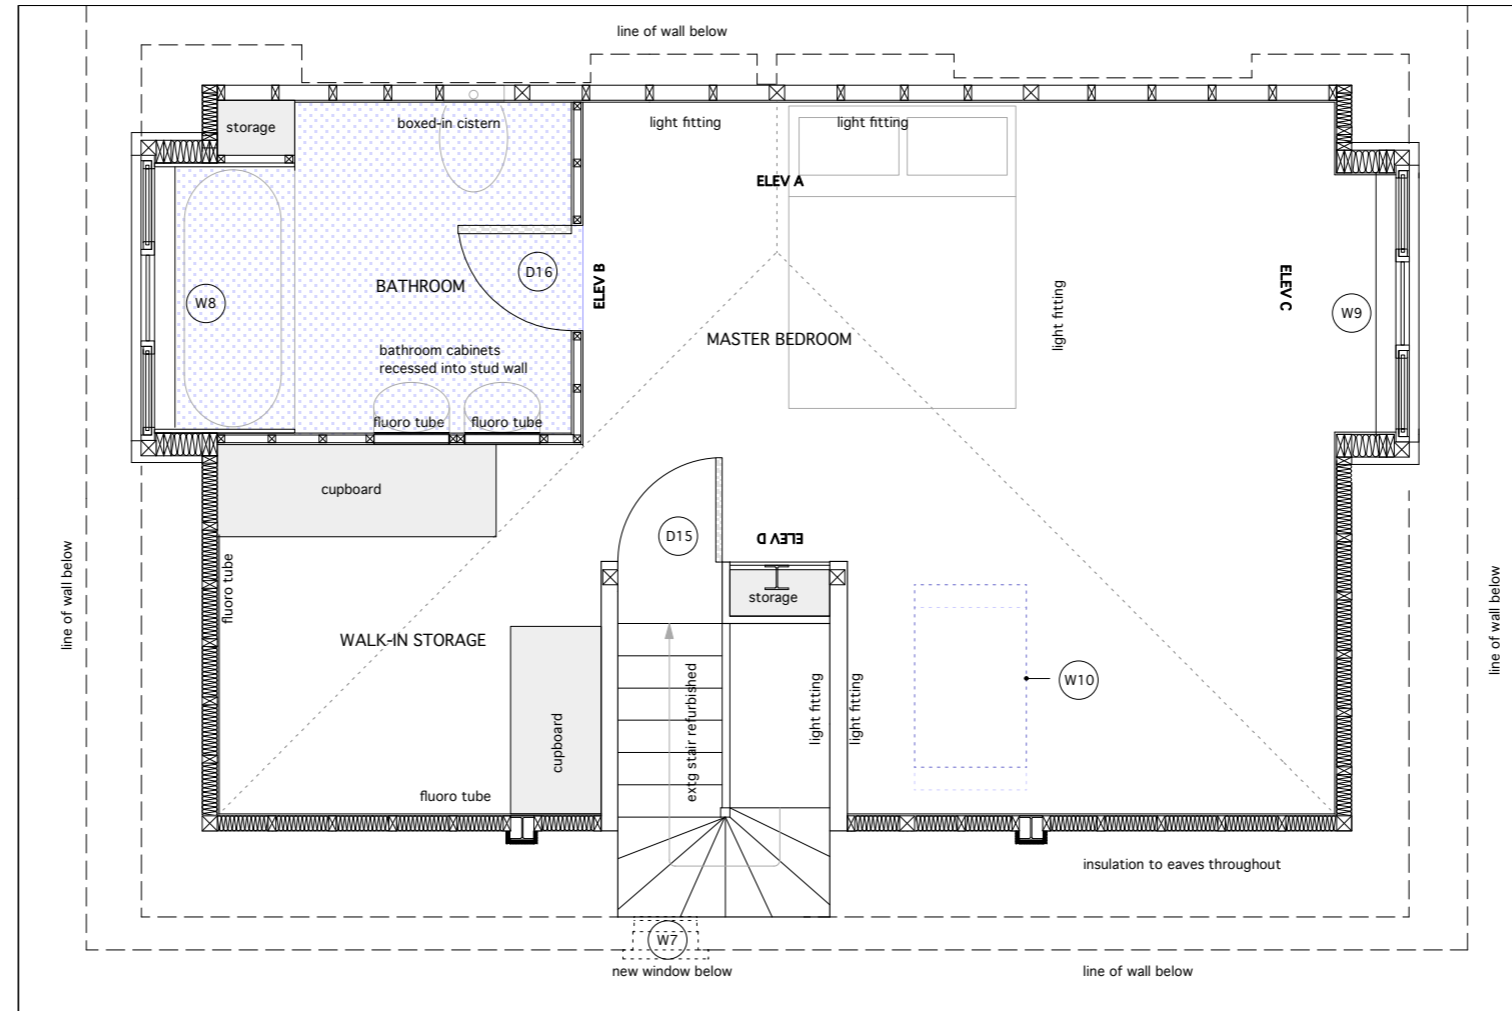 line of wall below
storage
boxed-in cistern
light fitting
light fitting
ELEV A
D16
ELEV B
ELEV C
BATHROOM
W8
light fitting
W9
MASTER BEDROOM
bathroom cabinets
recessed into stud wall
fluoro tube
fluoro tube
cupboard
D15
ELEV D
line of wall below
fluoro tube
storage
line of wall below
WALK-IN STORAGE
extg stair refurbished
light fitting
light fitting
W10
cupboard
fluoro tube
insulation to eaves throughout
W7
new window below
line of wall below